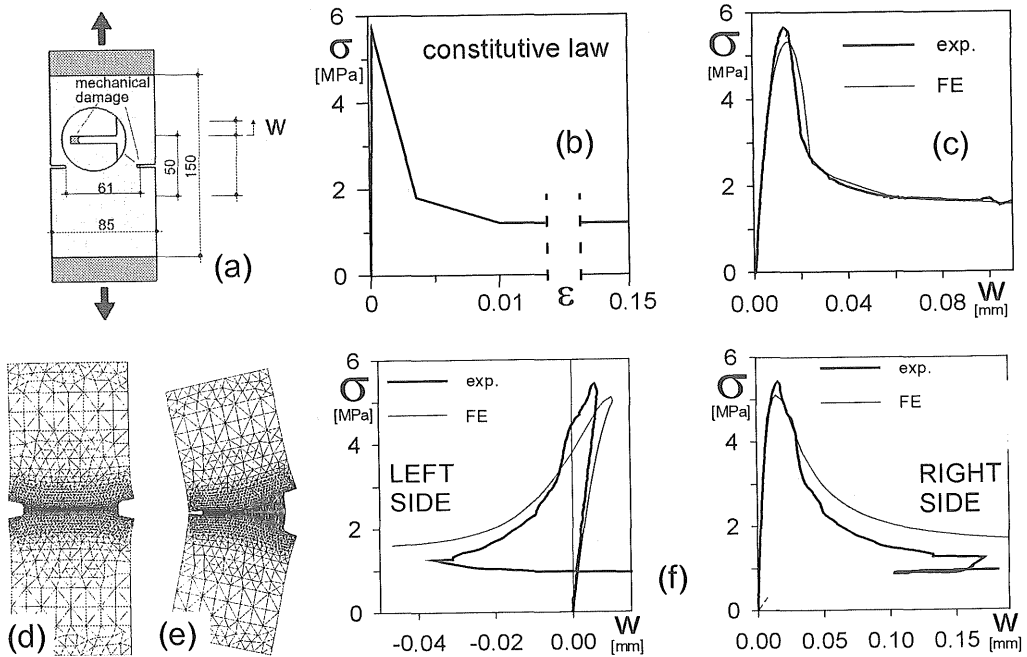 mechanical
damage
W
61
50
150
85
(a)
6
σ
[MPa]
4
2
0
constitutive law
(b)
0
0.01
ε
0.15
6
σ
[MPa]
4
2
0
exp.
FE
(c)
0.00
0.04
0.08
W
[mm]
(d)
(e)
6
σ
[MPa]
4
2
0
exp.
FE
LEFT
SIDE
-0.04
-0.02
0.00
W
[mm]
(f)
6
σ
[MPa]
4
2
0
exp.
FE
RIGHT
SIDE
0.00
0.05
0.10
0.15
W
[mm]